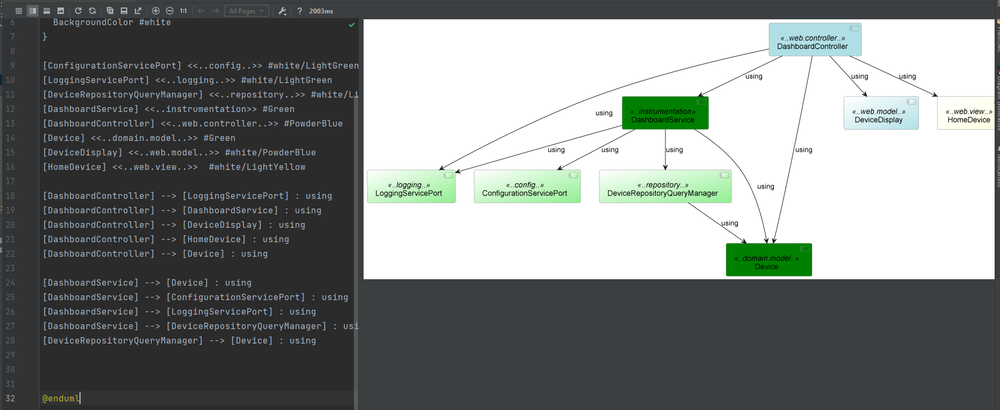 1:1
All Pages
?
2003ms
6 BackgroundColor #white
7 }
8
9 [ConfigurationServicePort] <<..config..>> #white/LightGreen
10 [LoggingServicePort] <<..logging..>> #white/LightGreen
11 [DeviceRepositoryQueryManager] <<..repository..>> #white/Li
12 [DashboardService] <<..instrumentation>> #Green
13 [DashboardController] <<..web.controller..>> #PowderBlue
14 [Device] <<..domain.model..>> #Green
15 [DeviceDisplay] <<..web.model..>> #white/PowderBlue
16 [HomeDevice] <<..web.view..>>  #white/LightYellow
17
18 [DashboardController] --> [LoggingServicePort] : using
19 [DashboardController] --> [DashboardService] : using
20 [DashboardController] --> [DeviceDisplay] : using
21 [DashboardController] --> [HomeDevice] : using
22 [DashboardController] --> [Device] : using
23
24 [DashboardService] --> [Device] : using
25 [DashboardService] --> [ConfigurationServicePort] : using
26 [DashboardService] --> [LoggingServicePort] : using
27 [DashboardService] --> [DeviceRepositoryQueryManager] : usi
28 [DeviceRepositoryQueryManager] --> [Device] : using
29
30
31
32 @enduml
«..web.controller..»
DashboardController
using
using
using
using
«..instrumentation»
DashboardService
«..web.model..»
DeviceDisplay
«..web.view..»
HomeDevice
using
using
using
using
«..logging..»
LoggingServicePort
«..config..»
ConfigurationServicePort
«..repository..»
DeviceRepositoryQueryManager
using
using
«..domain.model..»
Device
PlantUML
Diagram Generation
Notifications